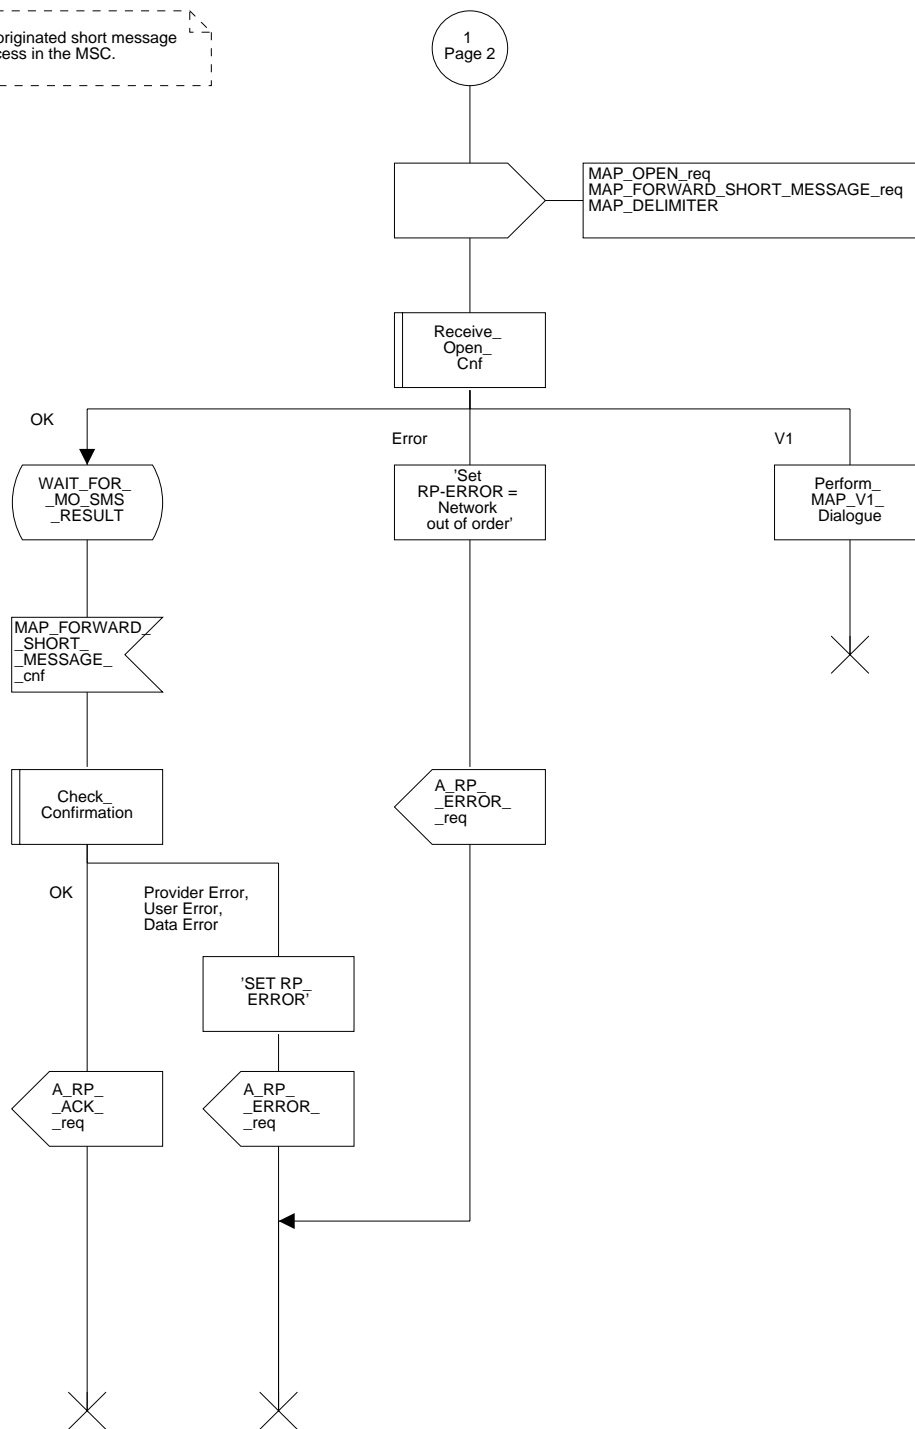 originated short message
cess in the MSC.
1
Page 2
MAP_OPEN_req
MAP_FORWARD_SHORT_MESSAGE_req
MAP_DELIMITER
Receive_
Open_
Cnf
OK
Error
V1
WAIT_FOR_
_MO_SMS
_RESULT
'Set
RP-ERROR =
Network
out of order'
Perform_
MAP_V1_
Dialogue
MAP_FORWARD_
_SHORT_
_MESSAGE_
_cnf
Check_
Confirmation
A_RP_
_ERROR_
_req
OK
Provider Error,
User Error,
Data Error
'SET RP_
ERROR'
A_RP_
_ACK_
_req
A_RP_
_ERROR_
_req